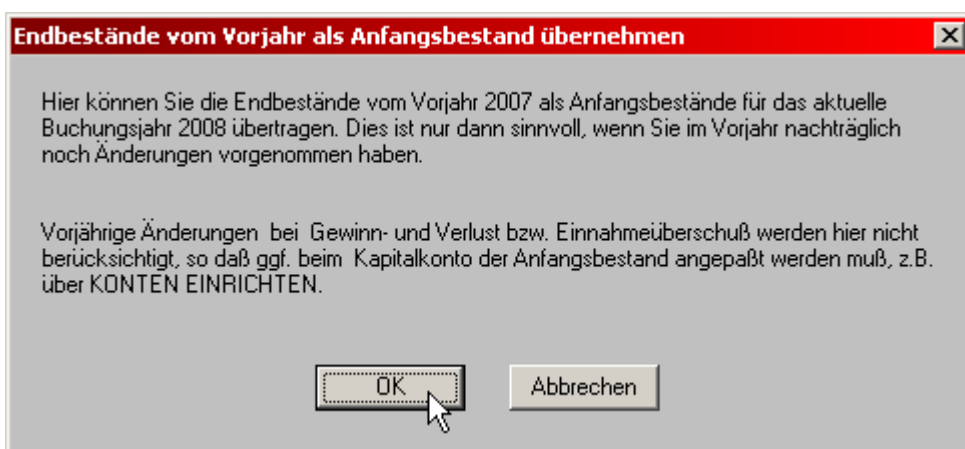 Endbestände vom Vorjahr als Anfangsbestand übernehmen
Hier können Sie die Endbestände vom Vorjahr 2007 als Anfangsbestände für das aktuelle
Buchungsjahr 2008 übertragen. Dies ist nur dann sinnvoll, wenn Sie im Vorjahr nachträglich
noch Änderungen vorgenommen haben.
Vorjährige Änderungen bei Gewinn- und Verlust bzw. Einnahmeüberschuß werden hier nicht
berücksichtigt, so daß ggf. beim Kapitalkonto der Anfangsbestand angepaßt werden muß, z.B.
über KONTEN EINRICHTEN.
OK
Abbrechen